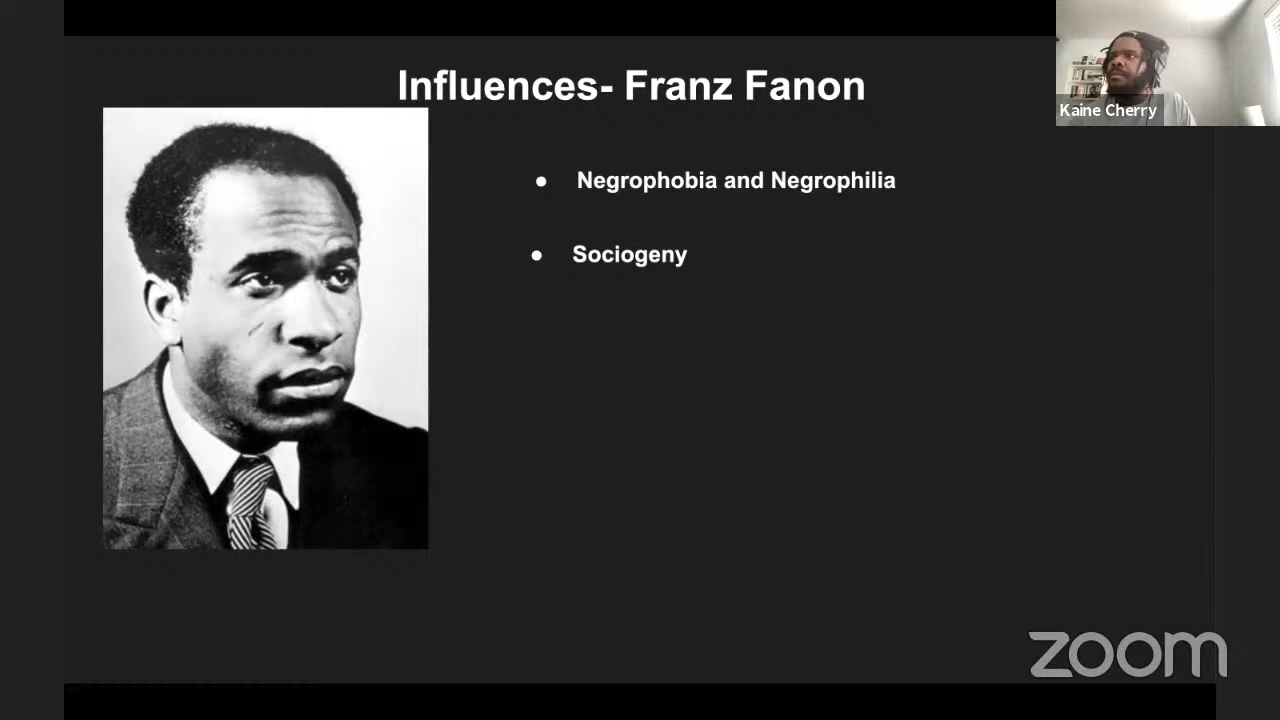 Influences- Franz Fanon
Kaine Cherry
● Negrophobia and Negrophilia
● Sociogeny
zoom